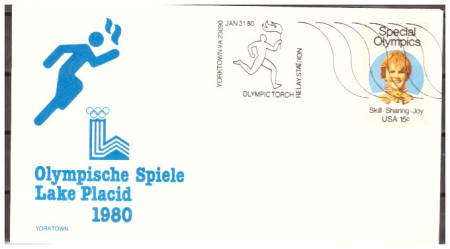 YORKTOWN VA 23690
JAN 31 80
OLYMPIC TORCH
RELAY STATION
Special
Olympics
Skill · Sharing · Joy
USA 15c
Olympische Spiele
Lake Placid
1980
YORKTOWN